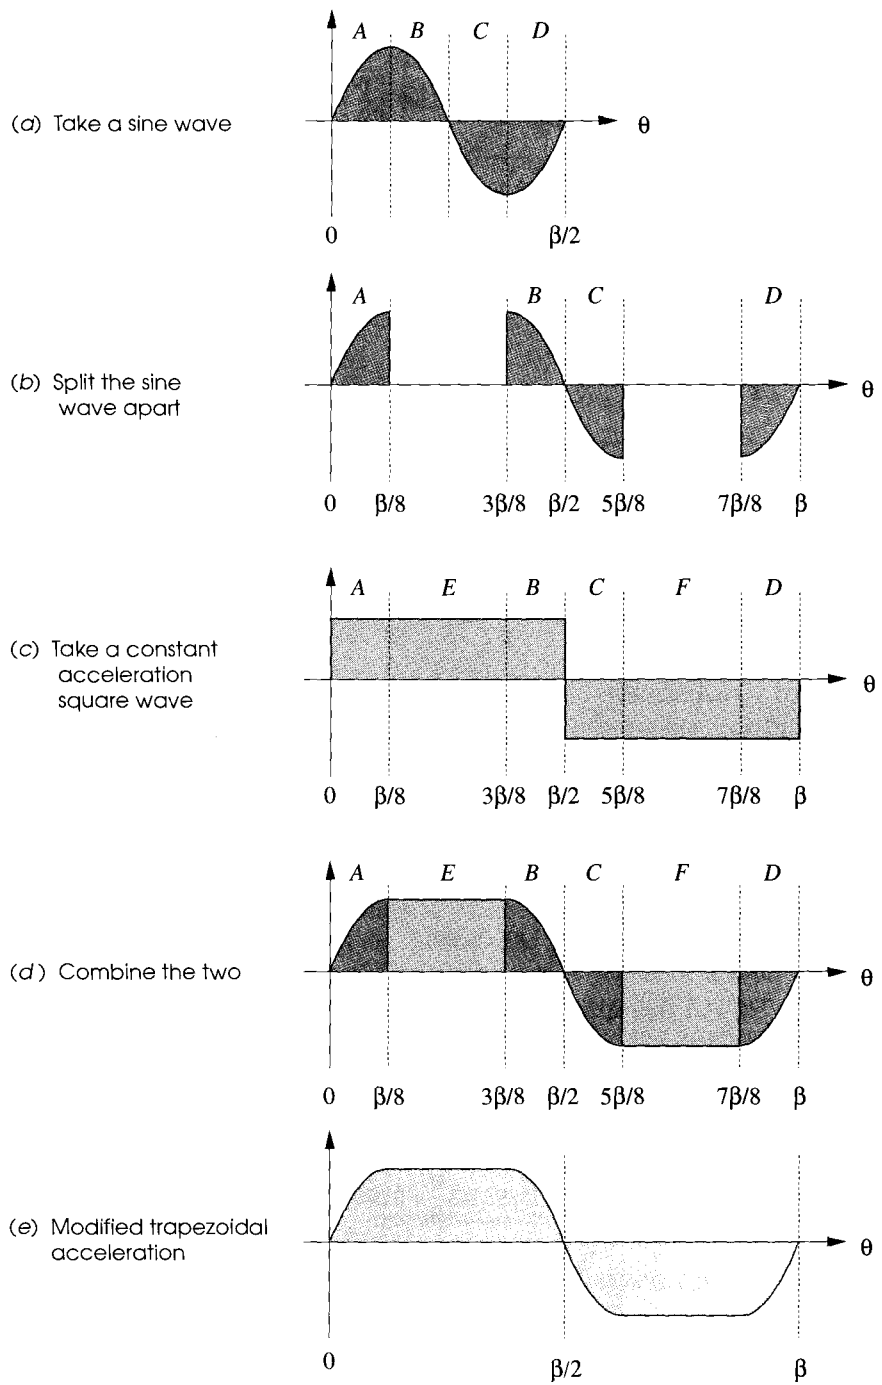 A B C D
(a) Take a sine wave
θ
0 β/2
A B C D
(b) Split the sine
wave apart
θ
0 β/8 3β/8 β/2 5β/8 7β/8 β
A E B C F D
(c) Take a constant
acceleration
square wave
θ
0 β/8 3β/8 β/2 5β/8 7β/8 β
A E B C F D
(d) Combine the two
θ
0 β/8 3β/8 β/2 5β/8 7β/8 β
(e) Modified trapezoidal
acceleration
θ
0 β/2 β